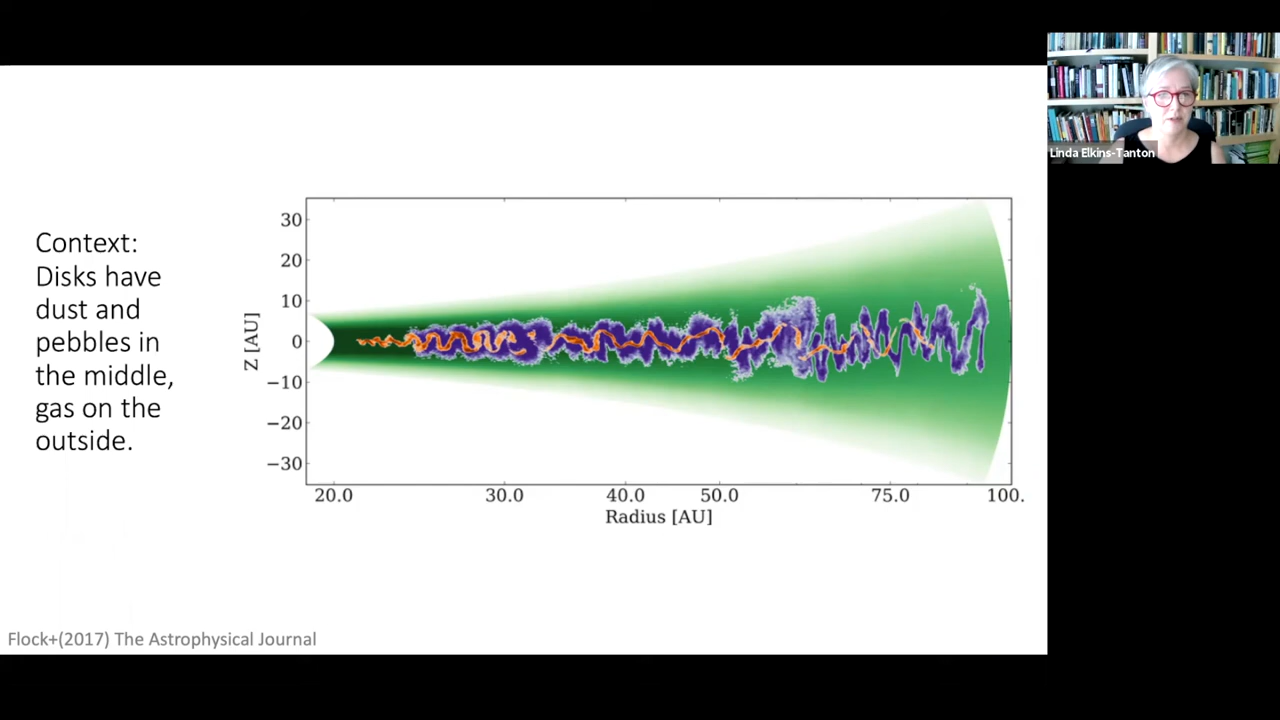 Linda Elkins-Tanton
Context:
Disks have
dust and
pebbles in
the middle,
gas on the
outside.
30
20
10
0
−10
−20
−30
Z [AU]
20.0
30.0
40.0
50.0
75.0
100.
Radius [AU]
Flock+(2017) The Astrophysical Journal